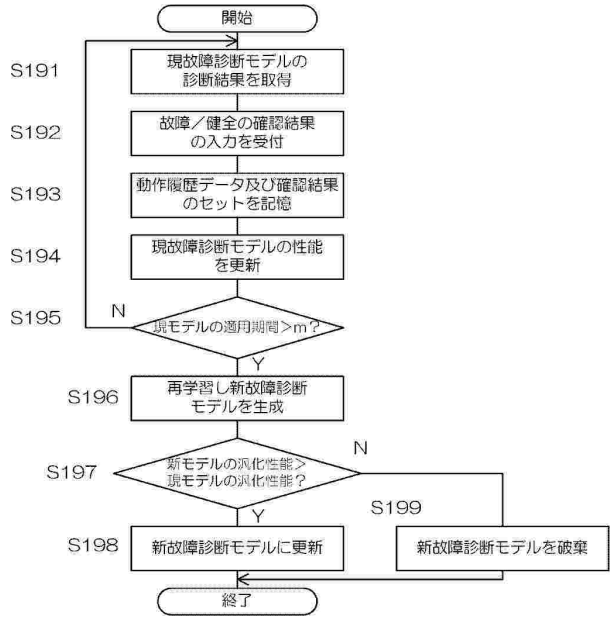 開始
S191
現故障診断モデルの
診断結果を取得
S192
故障／健全の確認結果
の入力を受付
S193
動作履歴データ及び確認結果
のセットを記憶
S194
現故障診断モデルの性能
を更新
S195
N
現モデルの適用期間>m?
Y
S196
再学習し新故障診断
モデルを生成
N
S197
新モデルの汎化性能>
現モデルの汎化性能?
Y
S199
S198
新故障診断モデルに更新
新故障診断モデルを破棄
終了